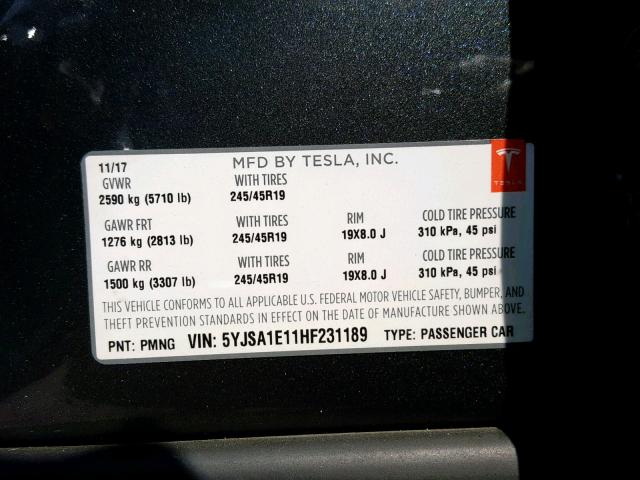 11/17 MFD BY TESLA, INC.
GVWR WITH TIRES
2590 kg (5710 lb) 245/45R19
TESLA
GAWR FRT WITH TIRES RIM COLD TIRE PRESSURE
1276 kg (2813 lb) 245/45R19 19X8.0 J 310 kPa, 45 psi
GAWR RR WITH TIRES RIM COLD TIRE PRESSURE
1500 kg (3307 lb) 245/45R19 19X8.0 J 310 kPa, 45 psi
THIS VEHICLE CONFORMS TO ALL APPLICABLE U.S. FEDERAL MOTOR VEHICLE SAFETY, BUMPER, AND
THEFT PREVENTION STANDARDS IN EFFECT ON THE DATE OF MANUFACTURE SHOWN ABOVE.
PNT: PMNG VIN: 5YJSA1E11HF231189 TYPE: PASSENGER CAR